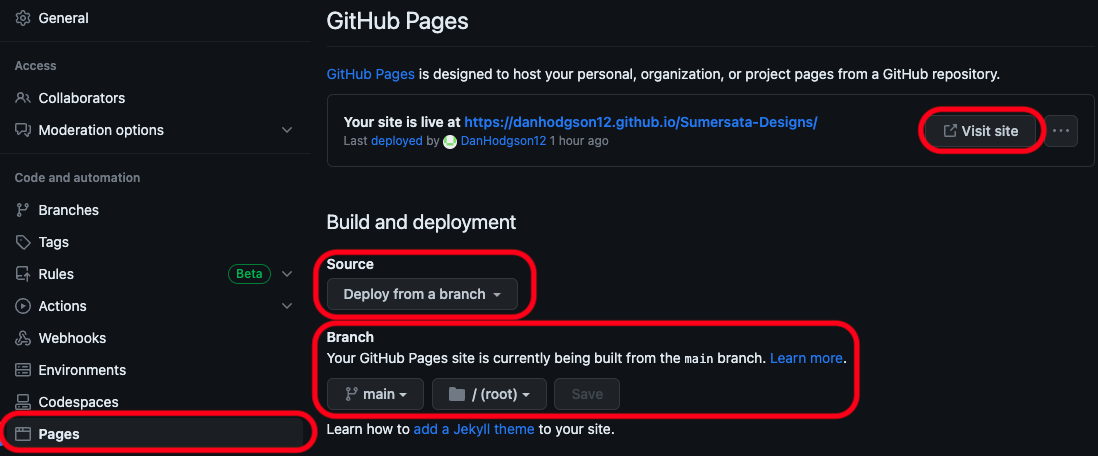 General
Access
Collaborators
Moderation options
Code and automation
Branches
Tags
Rules Beta
Actions
Webhooks
Environments
Codespaces
Pages
GitHub Pages
GitHub Pages is designed to host your personal, organization, or project pages from a GitHub repository.
Your site is live at https://danhodgson12.github.io/Sumersata-Designs/
Last deployed by DanHodgson12 1 hour ago
Visit site
Build and deployment
Source
Deploy from a branch
Branch
Your GitHub Pages site is currently being built from the main branch. Learn more.
main / (root) Save
Learn how to add a Jekyll theme to your site.